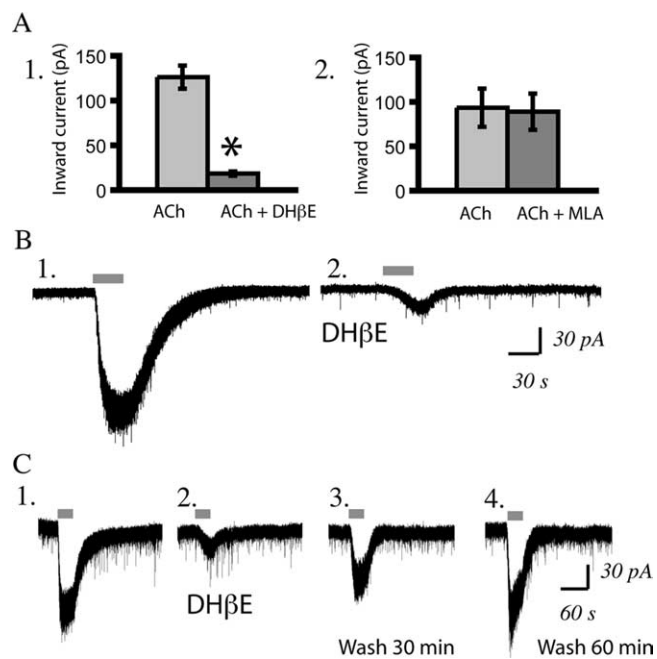 A
1.
Inward current (pA)
150
100
50
0
*
ACh
ACh + DHβE
2.
Inward current (pA)
150
100
50
0
ACh
ACh + MLA
B
1.
2.
DHβE
30 pA
30 s
C
1.
2.
DHβE
3.
Wash 30 min
4.
Wash 60 min
30 pA
60 s